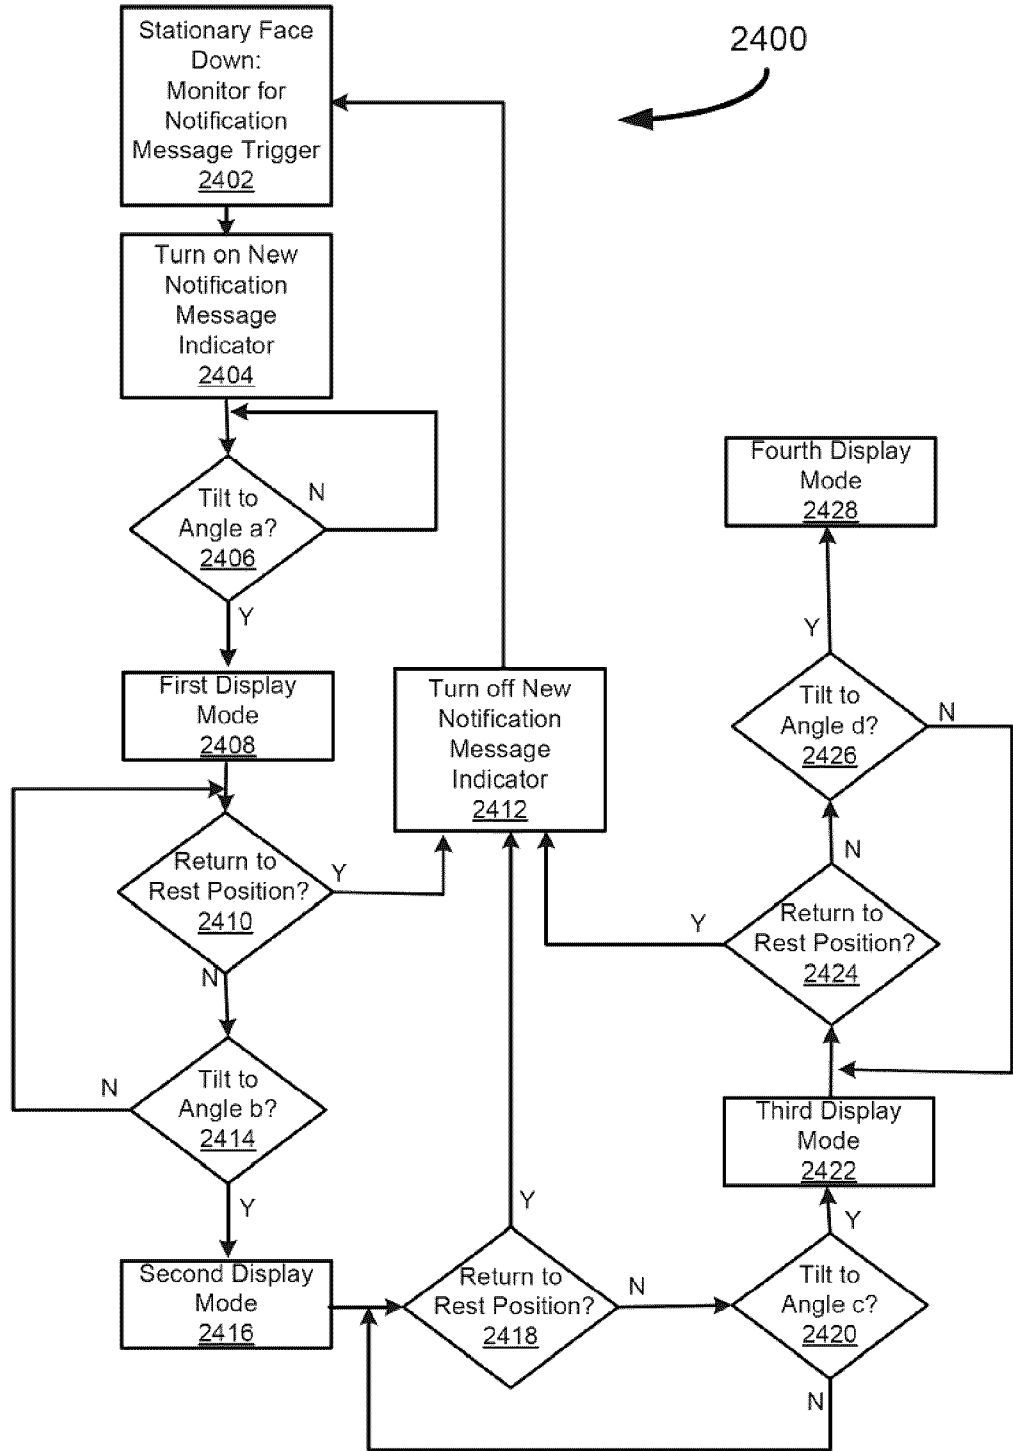 2400
Stationary Face
Down:
Monitor for
Notification
Message Trigger
2402
Turn on New
Notification
Message
Indicator
2404
Tilt to
Angle a?
2406
N
Y
First Display
Mode
2408
Return to
Rest Position?
2410
Y
N
Tilt to
Angle b?
2414
N
Y
Second Display
Mode
2416
Turn off New
Notification
Message
Indicator
2412
Return to
Rest Position?
2418
Y
N
Tilt to
Angle c?
2420
N
Y
Third Display
Mode
2422
Return to
Rest Position?
2424
Y
N
Tilt to
Angle d?
2426
N
Y
Fourth Display
Mode
2428